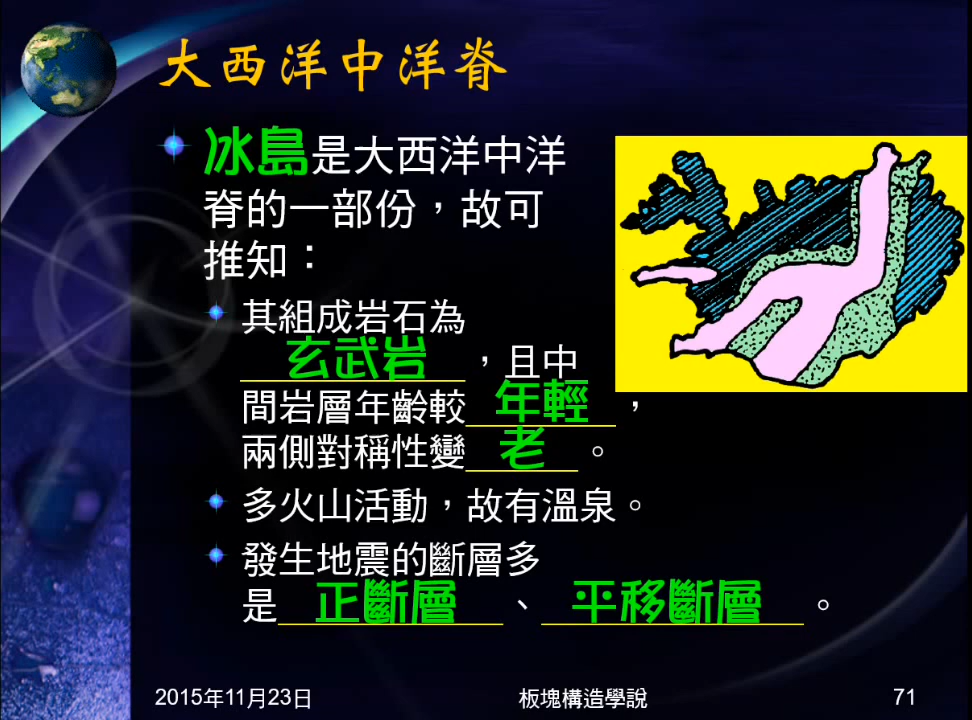 大西洋中洋脊
冰島是大西洋中洋
脊的一部份，故可
推知：
其組成岩石為
玄武岩，且中
間岩層年齡較年輕，
兩側對稱性變老。
多火山活動，故有溫泉。
發生地震的斷層多
是正斷層、平移斷層。
2015年11月23日
板塊構造學說
71